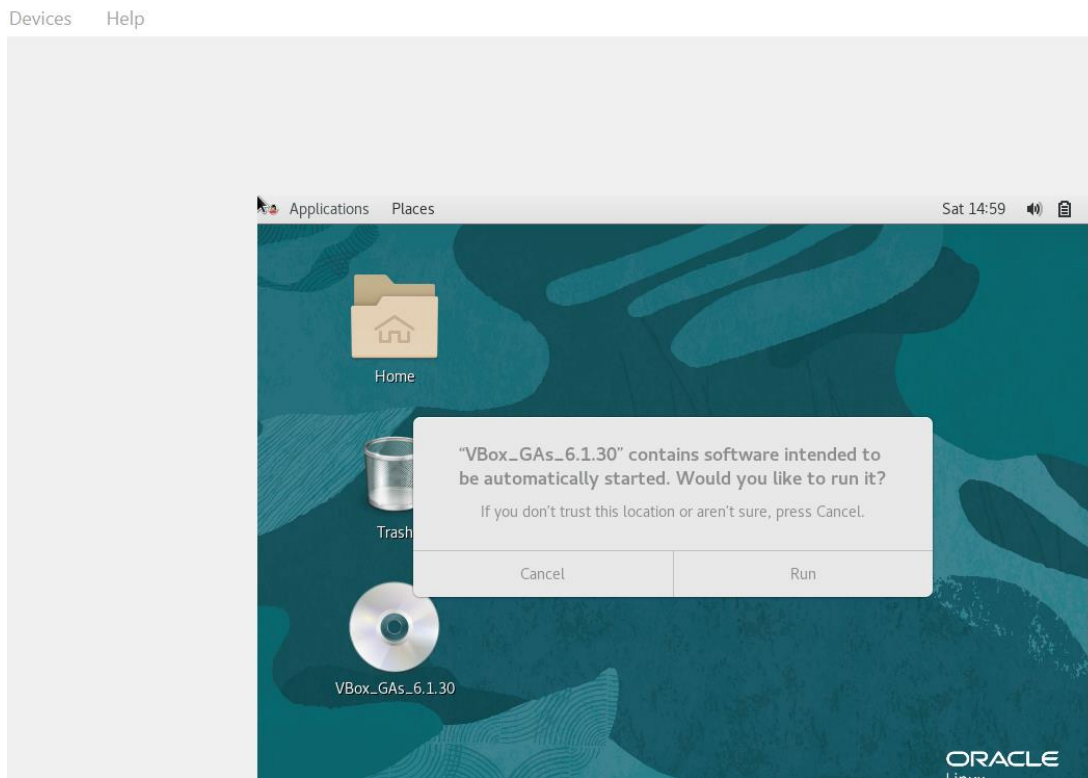 Devices Help
Applications Places Sat 14:59
Home
“VBox_GAs_6.1.30” contains software intended to
be automatically started. Would you like to run it?
If you don’t trust this location or aren’t sure, press Cancel.
Trash
Cancel Run
VBox_GAs_6.1.30
ORACLE
Linux